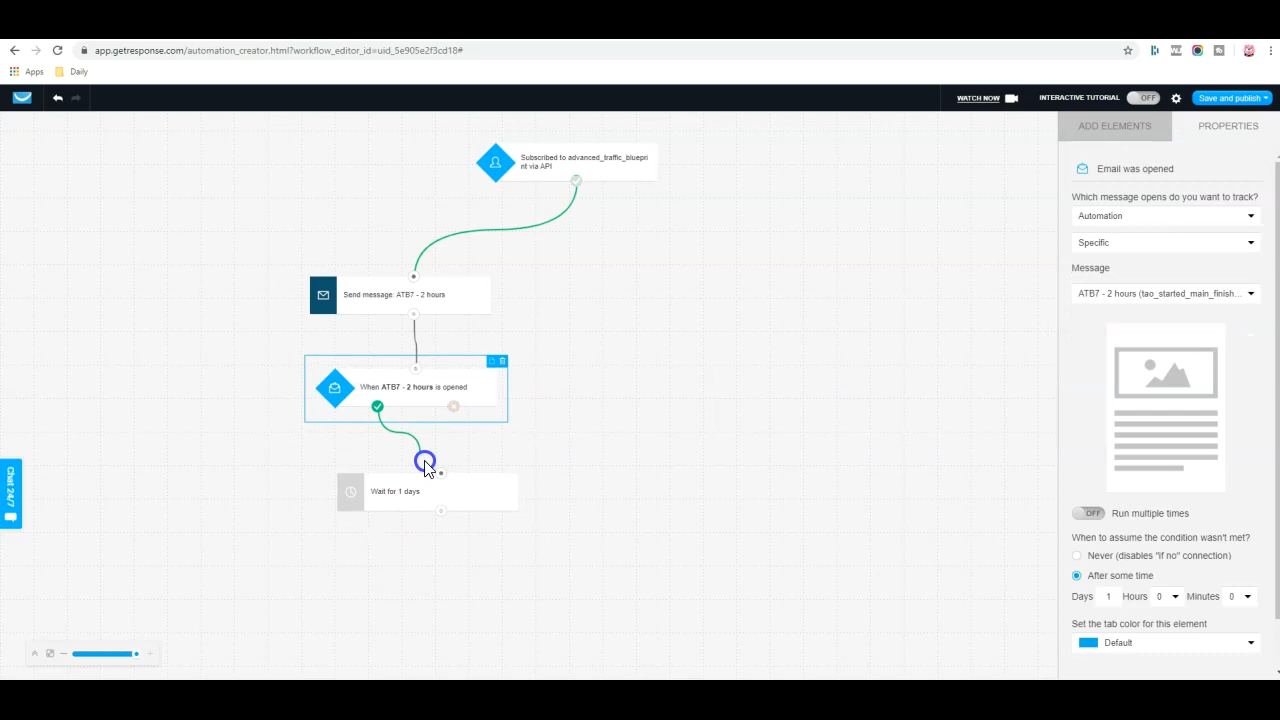 app.getresponse.com/automation_creator.html?workflow_editor_id=uid_5e905e2f3cd18#
Apps
Daily
WATCH NOW
INTERACTIVE TUTORIAL
OFF
Save and publish
ADD ELEMENTS
PROPERTIES
Subscribed to advanced_traffic_bluepri
nt via API
Email was opened
Which message opens do you want to track?
Automation
Specific
Message
ATB7 - 2 hours (tao_started_main_finish...
Send message: ATB7 - 2 hours
When ATB7 - 2 hours is opened
Wait for 1 days
Chat 24/7
OFF
Run multiple times
When to assume the condition wasn't met?
Never (disables "if no" connection)
After some time
Days 1 Hours 0 Minutes 0
Set the tab color for this element
Default